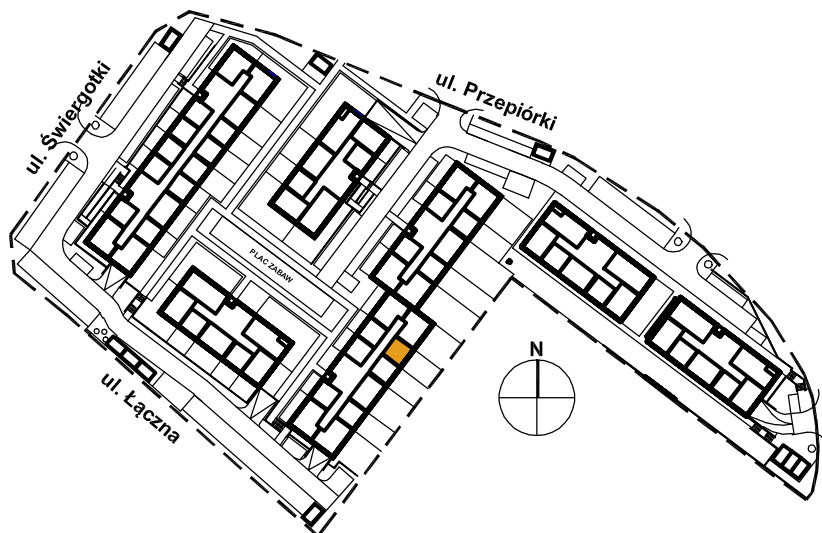 ul. Przepiórki
ul. Świergotki
PLAC ZABAW
N
ul. Łączna